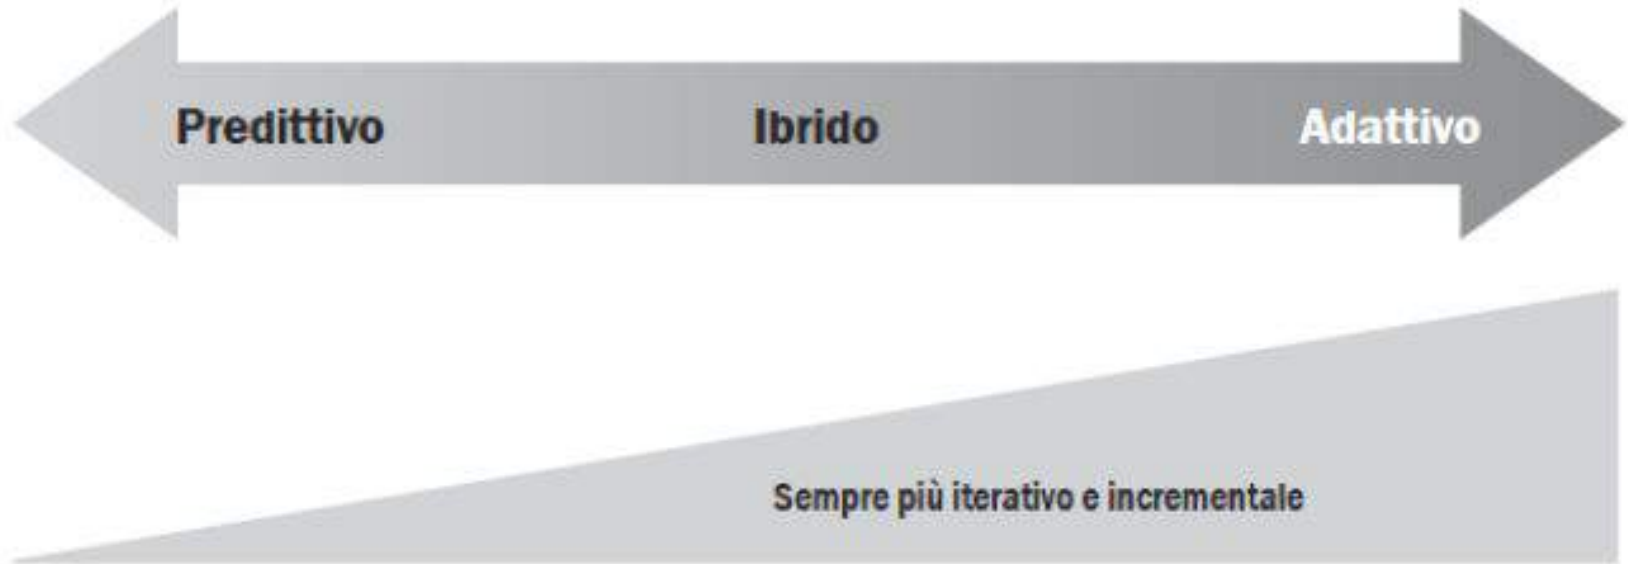 Predittivo
Ibrido
Adattivo
Sempre più iterativo e incrementale